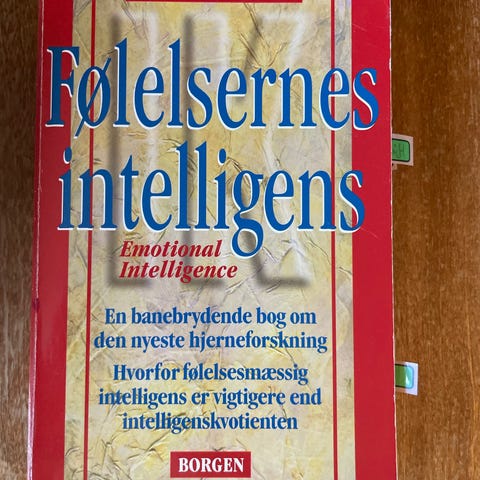 Følelsernes
intelligens
Emotional
Intelligence
En banebrydende bog om
den nyeste hjerneforskning
Hvorfor følelsesmæssig
intelligens er vigtigere end
intelligenskvotienten
BORGEN